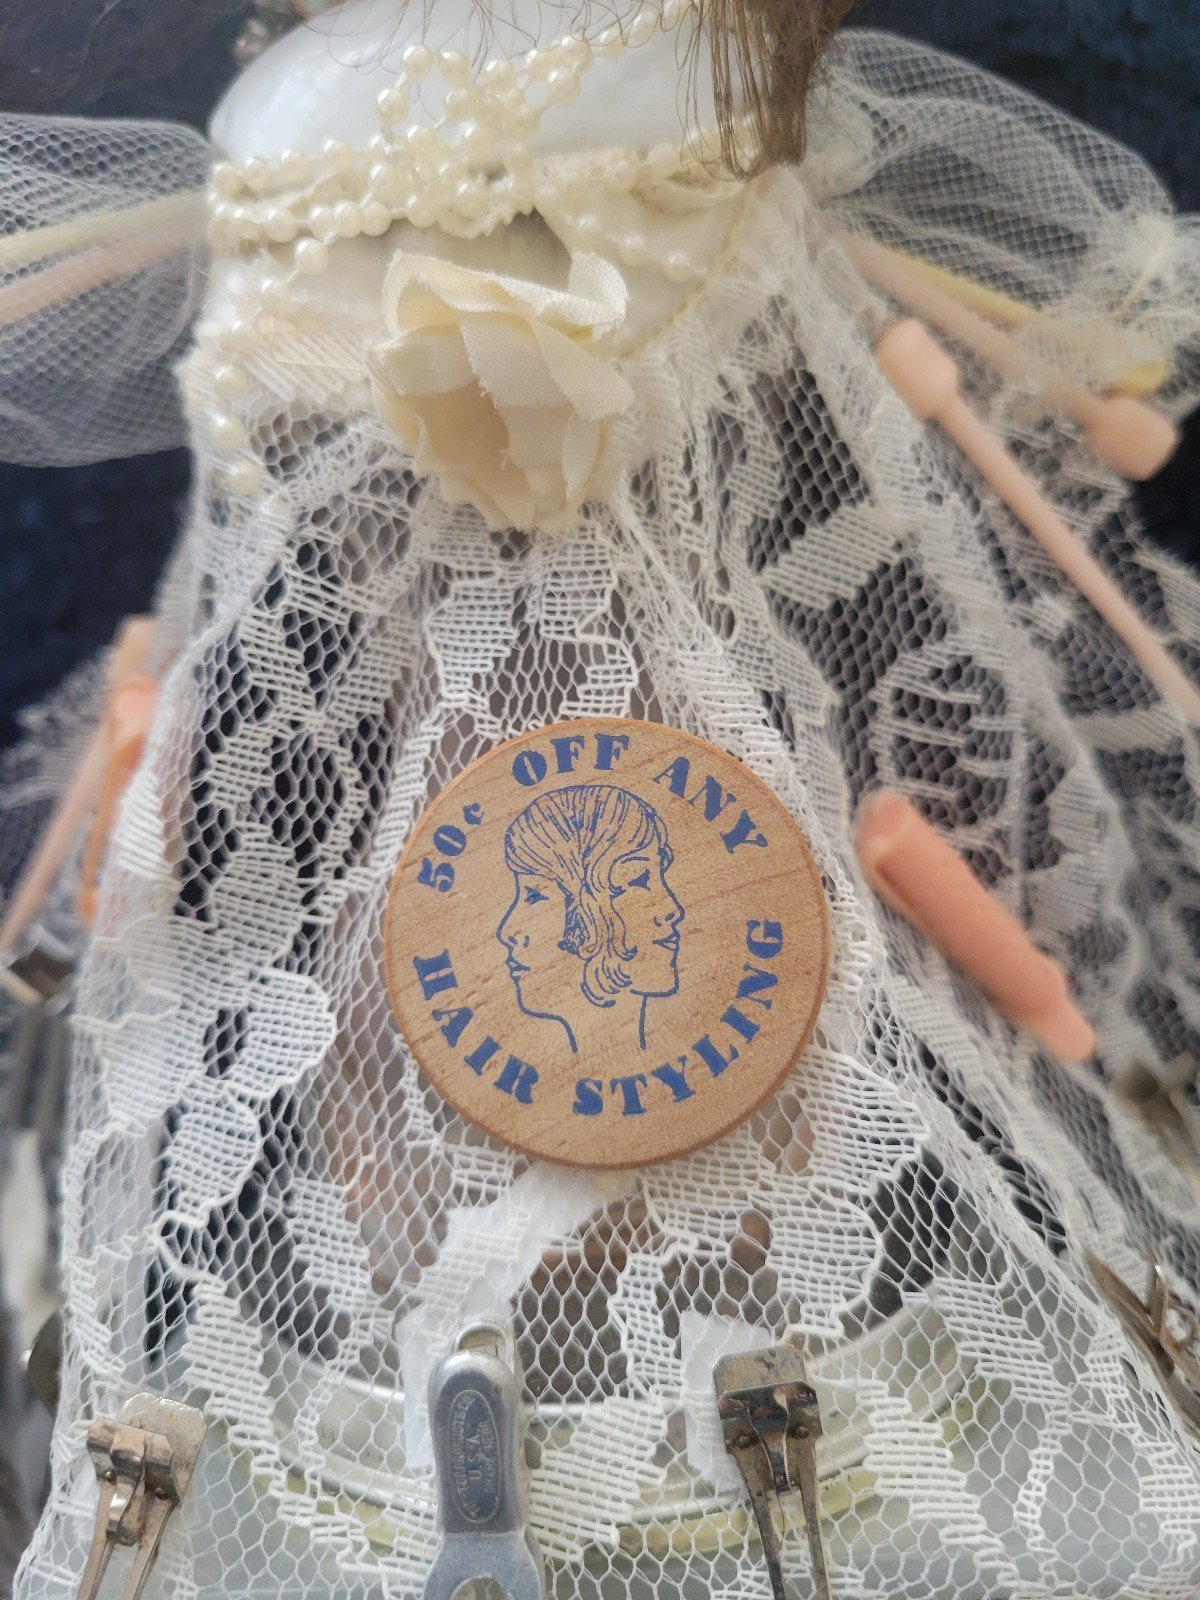 50¢ OFF ANY
HAIR STYLING
U.S.A.